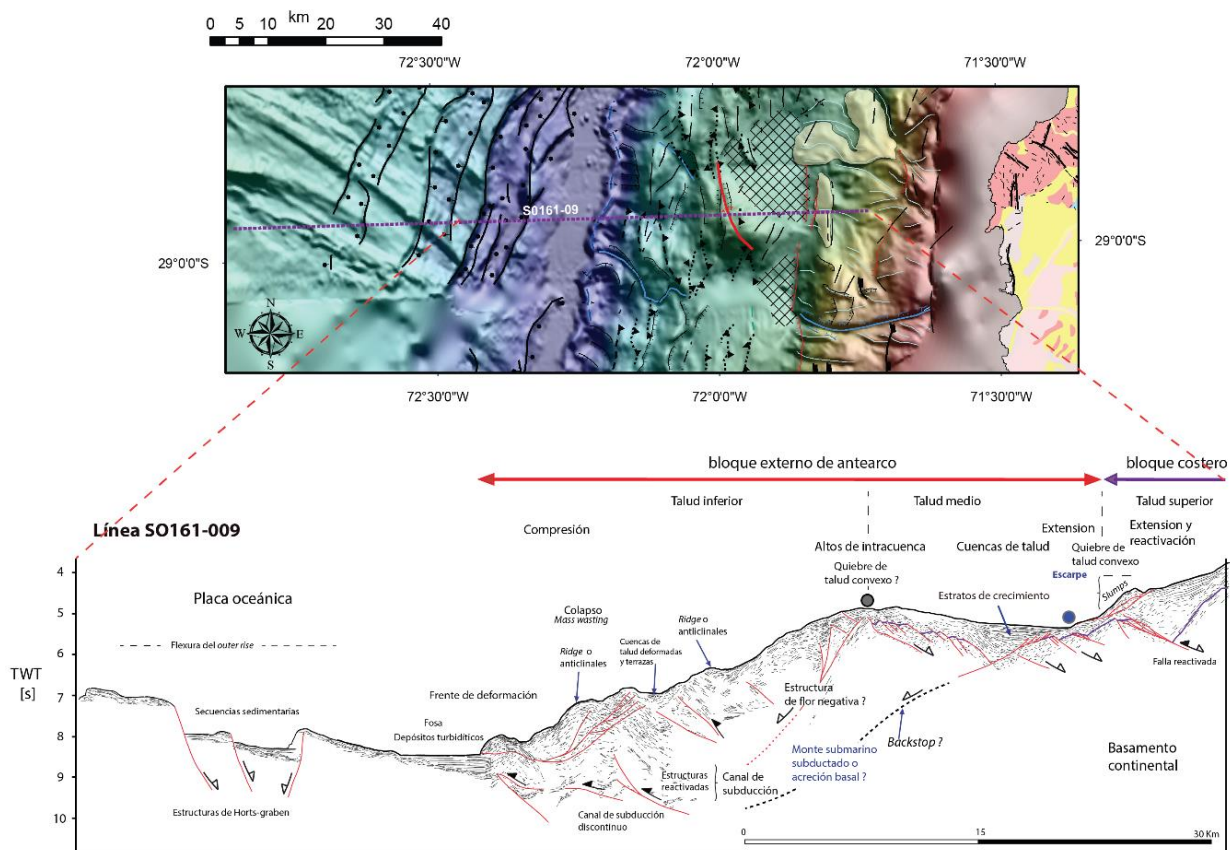 km
0 5 10 20 30 40
72°30'0"W 72°0'0"W 71°30'0"W
S0161-09
29°0'0"S
29°0'0"S
N
W E
S
72°30'0"W 72°0'0"W 71°30'0"W
bloque externo de antearco
bloque costero
Talud inferior
Talud medio
Talud superior
Línea SO161-009
Compresión
Extension
Extension y
reactivación
Altos de intracuenca
Cuencas de talud
Quiebre de
talud convexo
Quiebre de
talud convexo ?
Escarpe
Slumps
Estratos de crecimiento
Placa oceánica
Colapso
Mass wasting
Flexura del outer rise
Ridge o
anticlinales
Cuencas de
talud deformadas
y terrazas
Ridge o
anticlinales
TWT
[s]
4
5
6
7
8
9
10
Falla reactivada
Frente de deformación
Secuencias sedimentarias
Estructura
de flor negativa ?
Fosa
Depósitos turbidíticos
Backstop ?
Monte submarino
subductado o
acreción basal ?
Basamento
continental
Estructuras
reactivadas
Canal de
subducción
Estructuras de Horts-graben
Canal de subducción
discontinuo
0 15 30 Km